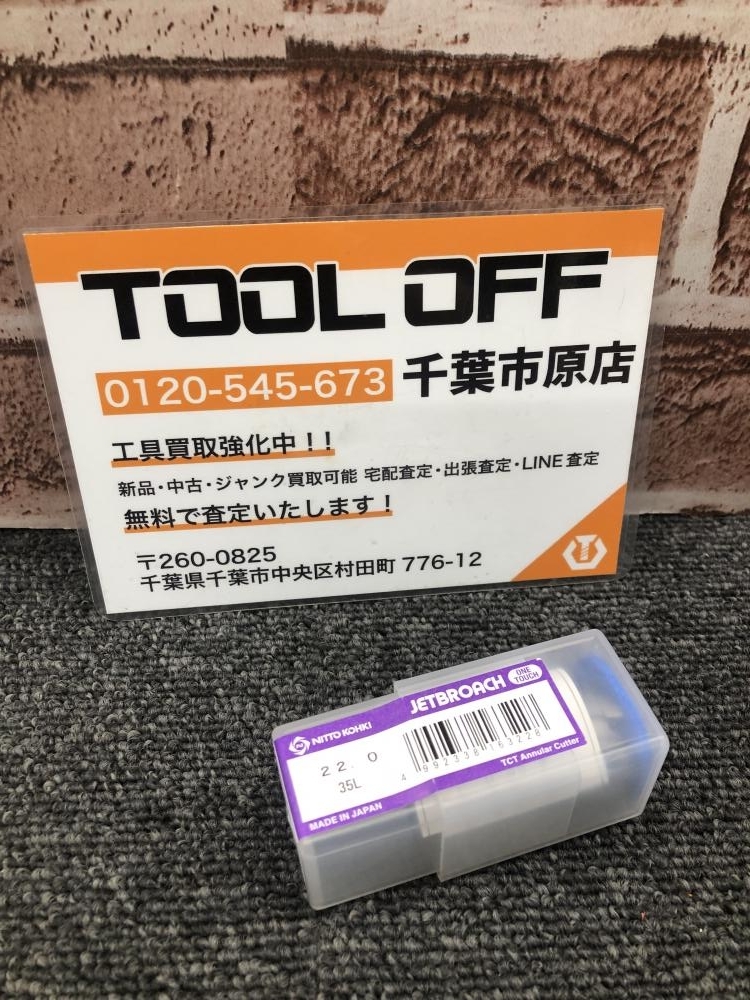 TOOL OFF
0120-545-673 千葉市原店
工具買取強化中！！
新品・中古・ジャンク買取可能 宅配査定・出張査定・LINE査定
無料で査定いたします！
〒260-0825
千葉県千葉市中央区村田町 776-12
JETBROACH ONE TOUCH
NITTO KOHKI
22.0
35L
4 992338 163228
TCT Annular Cutter
MADE IN JAPAN